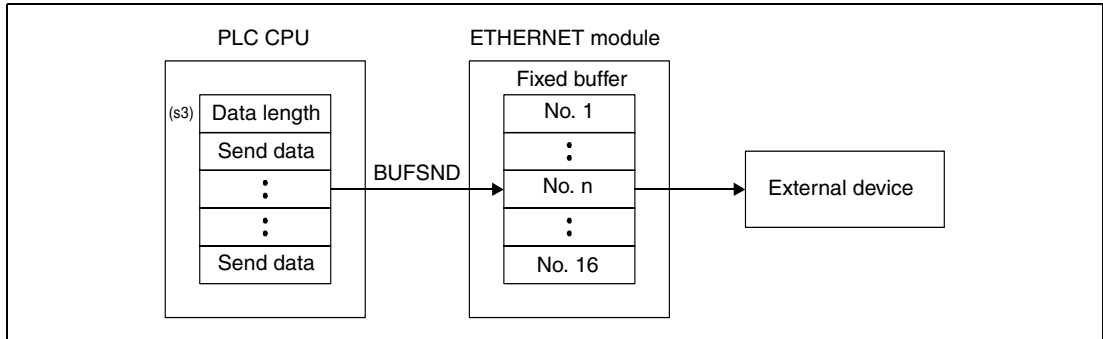 PLC CPU
ETHERNET module
Fixed buffer
(s3) Data length
No. 1
Send data
BUFSND
No. n
External device
Send data
No. 16